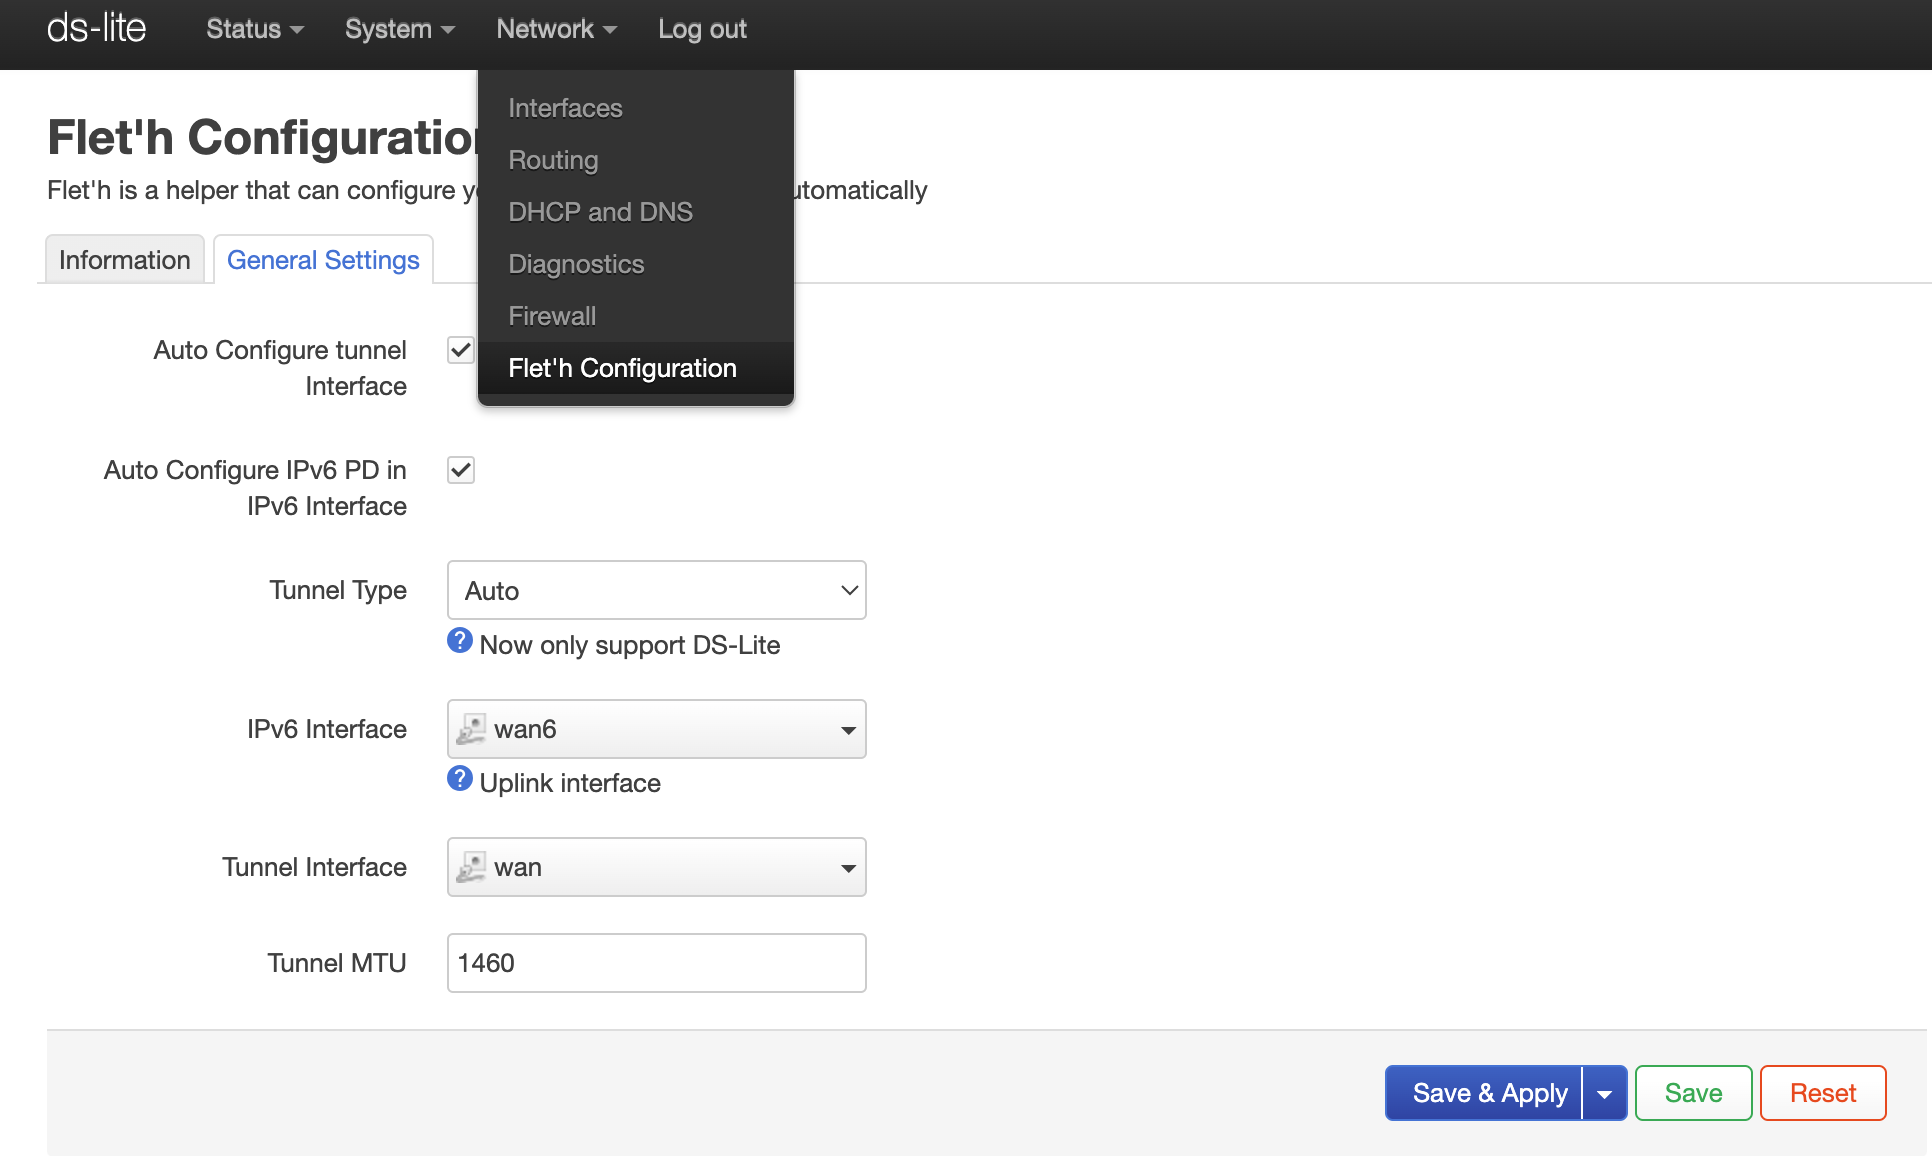 ds-lite Status System Network Log out
Interfaces
Routing
DHCP and DNS
Diagnostics
Firewall
Flet'h Configuration
Flet'h Configuration
Flet'h is a helper that can configure
Information General Settings
Auto Configure tunnel
Interface
Auto Configure IPv6 PD in
IPv6 Interface
Tunnel Type Auto
? Now only support DS-Lite
IPv6 Interface wan6
? Uplink interface
Tunnel Interface wan
Tunnel MTU 1460
Save & Apply Save Reset